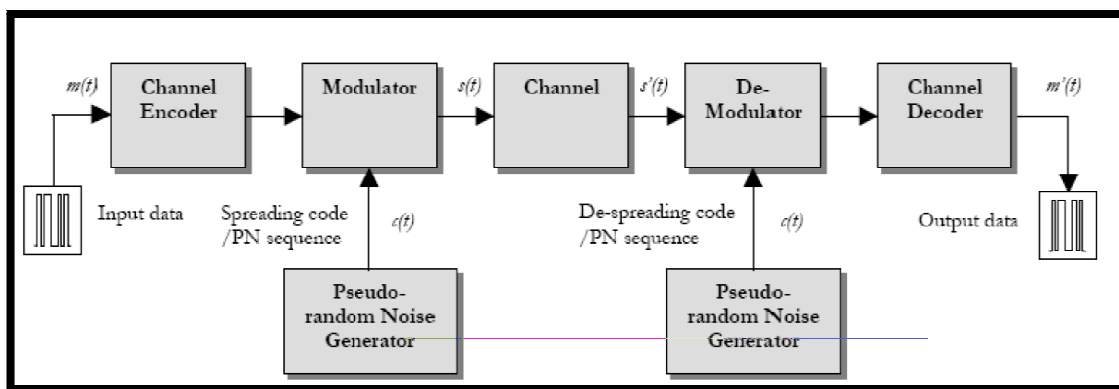 m(t)
Channel
Encoder
Modulator
s(t)
Channel
s'(t)
De-
Modulator
Channel
Decoder
m'(t)
Input data
Spreading code
/PN sequence
c(t)
De-spreading code
/PN sequence
c(t)
Output data
Pseudo-
random Noise
Generator
Pseudo-
random Noise
Generator